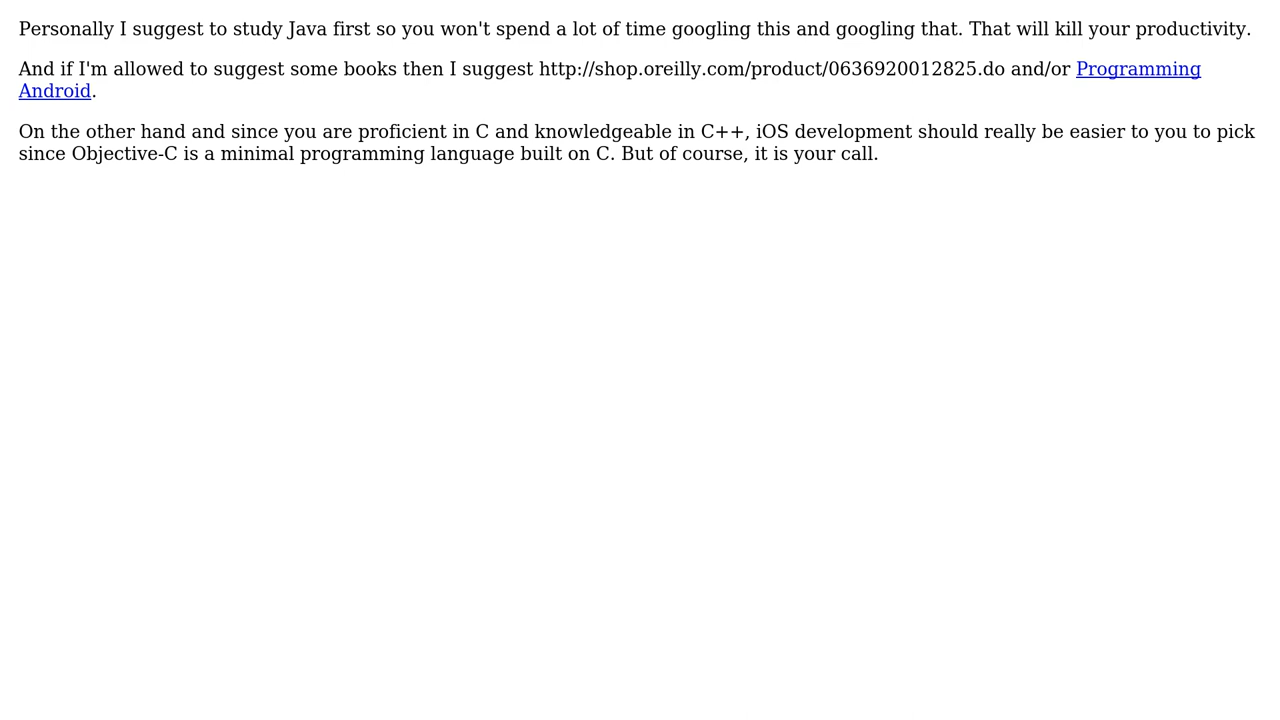 Personally I suggest to study Java first so you won't spend a lot of time googling this and googling that. That will kill your productivity.
And if I'm allowed to suggest some books then I suggest http://shop.oreilly.com/product/0636920012825.do and/or Programming
Android.
On the other hand and since you are proficient in C and knowledgeable in C++, iOS development should really be easier to you to pick
since Objective-C is a minimal programming language built on C. But of course, it is your call.